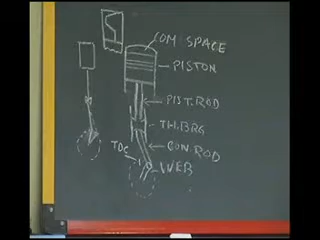 COM SPACE
PISTON
PIST. ROD
TH. BRG
CON. ROD
TDC
WEB